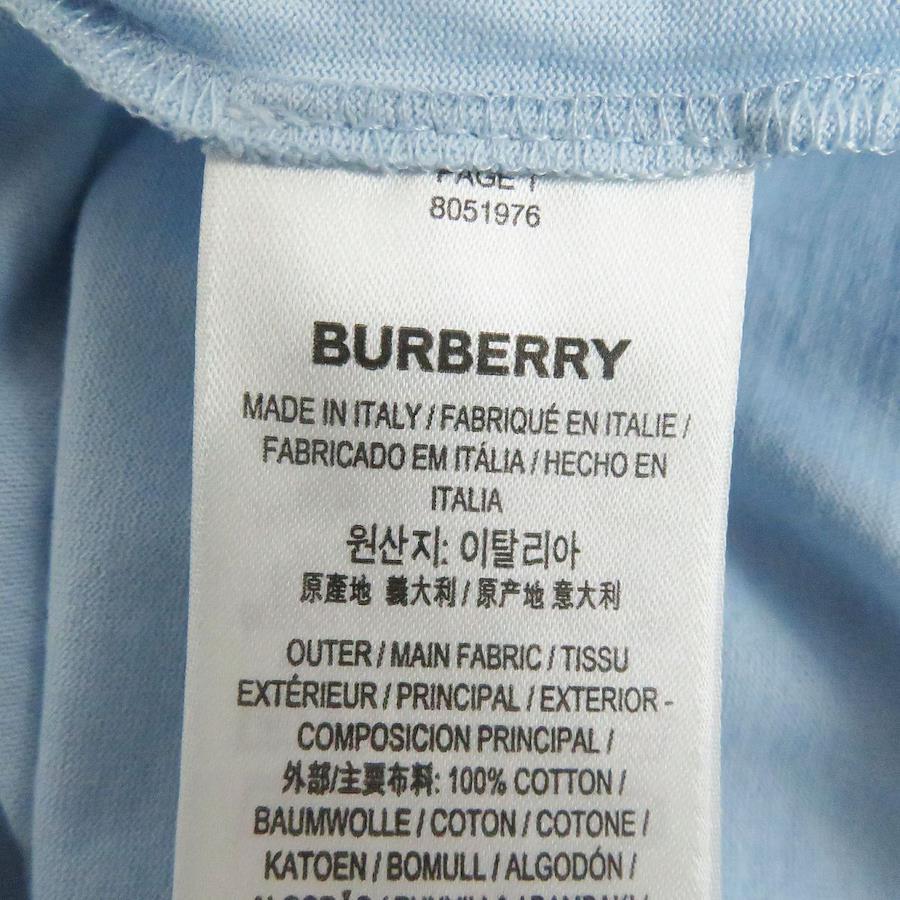 PAGE 1
8051976
BURBERRY
MADE IN ITALY / FABRIQUÉ EN ITALIE /
FABRICADO EM ITÁLIA / HECHO EN
ITALIA
원산지: 이탈리아
原產地 義大利 / 原产地 意大利
OUTER / MAIN FABRIC / TISSU
EXTÉRIEUR / PRINCIPAL / EXTERIOR -
COMPOSICION PRINCIPAL /
外部/主要布料: 100% COTTON /
BAUMWOLLE / COTON / COTONE /
KATOEN / BOMULL / ALGODÓN /